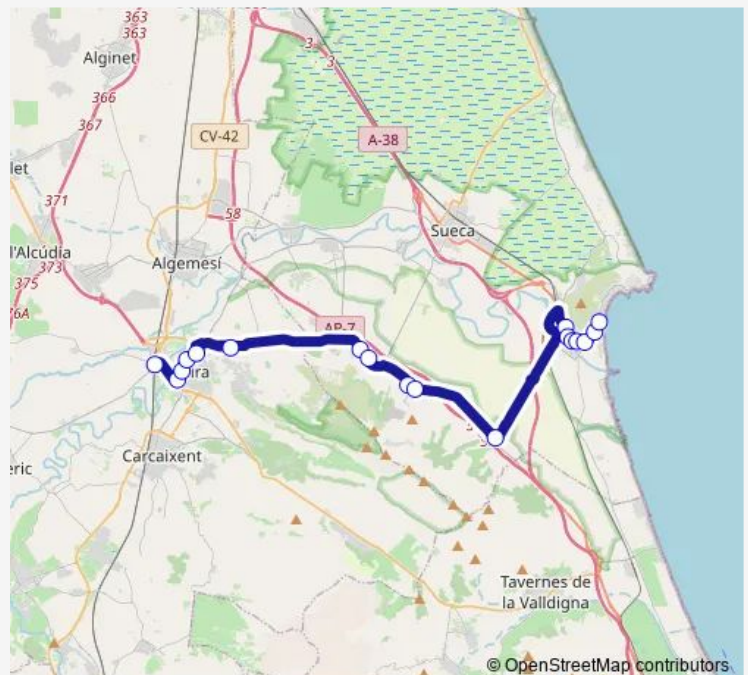 363
363
Alginet
3
3
366
367
CV-42
A-38
let
371
58
Sueca
l'Alcúdia
Algemesí
373
375
76A
AP-7
ira
Carcaixent
eric
Tavernes de
la Valldigna
© OpenStreetMap contributors